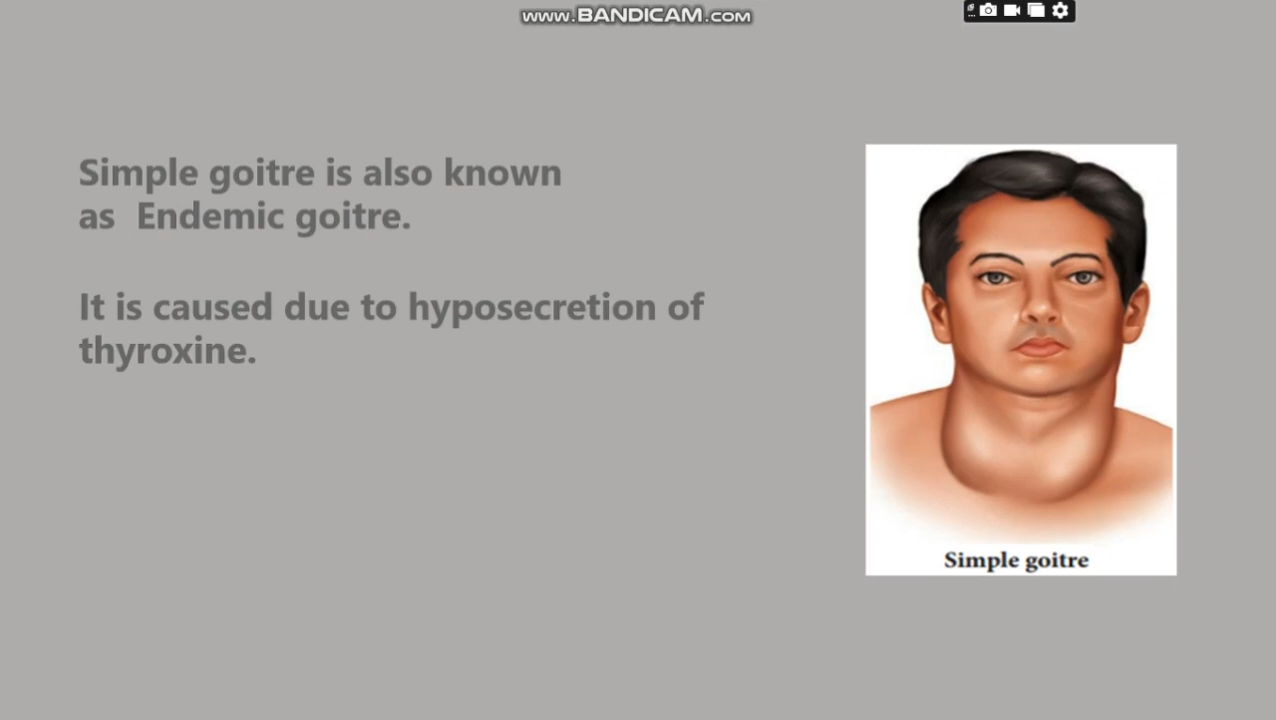 www.BANDICAM.com
Simple goitre is also known
as Endemic goitre.
It is caused due to hyposecretion of
thyroxine.
Simple goitre